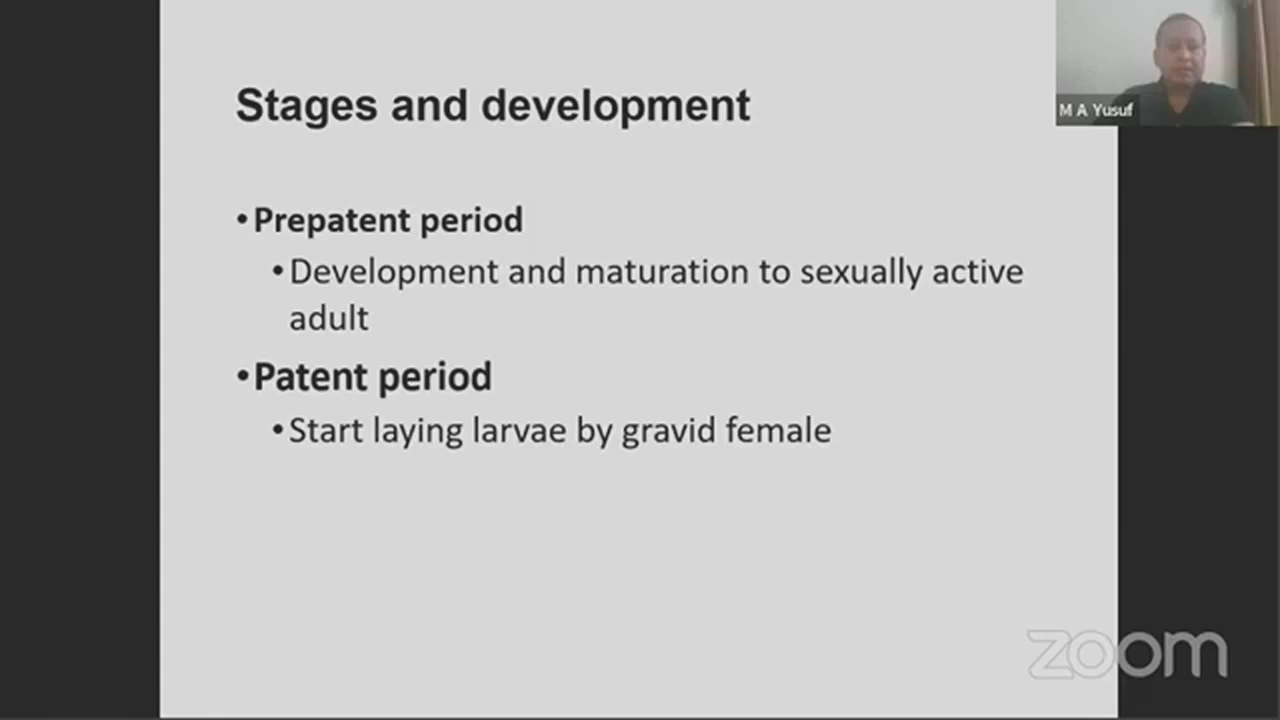 Stages and development
M A Yusuf
•Prepatent period
•Development and maturation to sexually active
adult
•Patent period
•Start laying larvae by gravid female
zoom